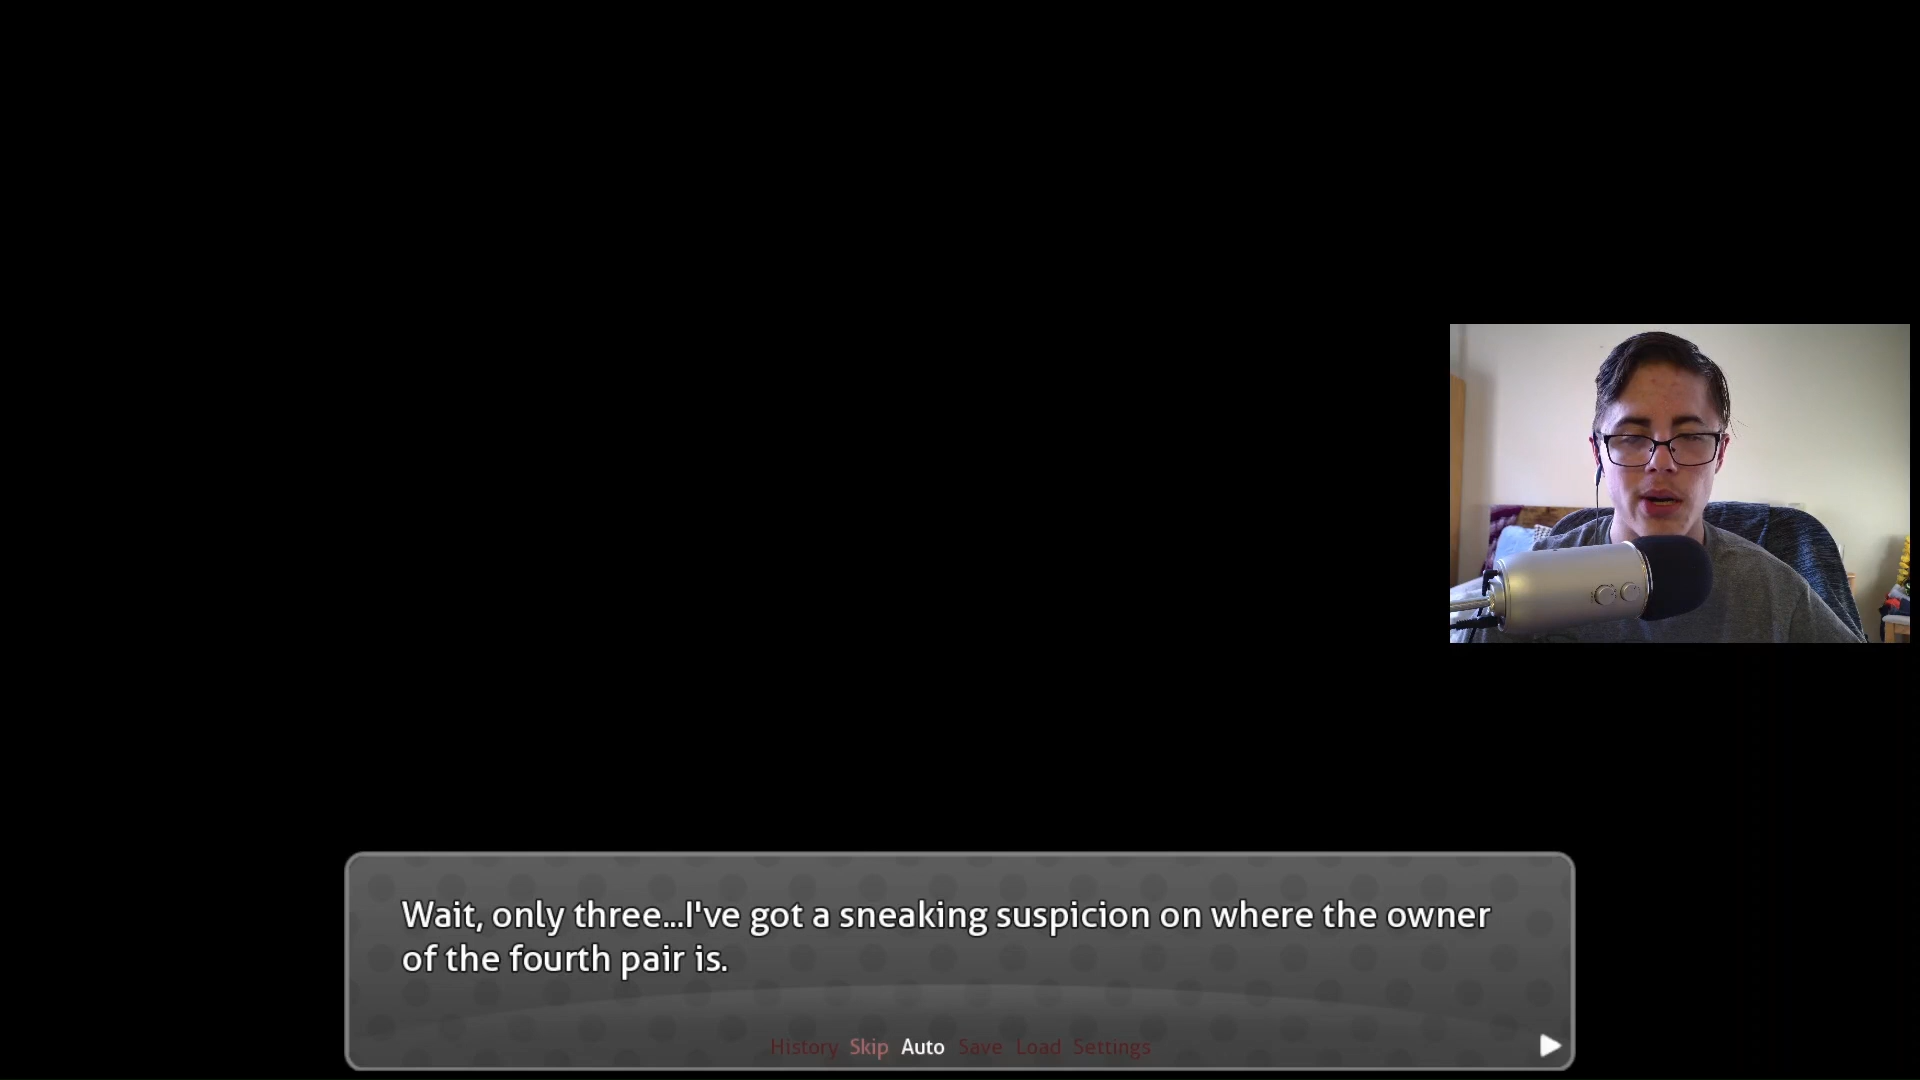 Wait, only three...I've got a sneaking suspicion on where the owner
of the fourth pair is.
History Skip Auto Save Load Settings